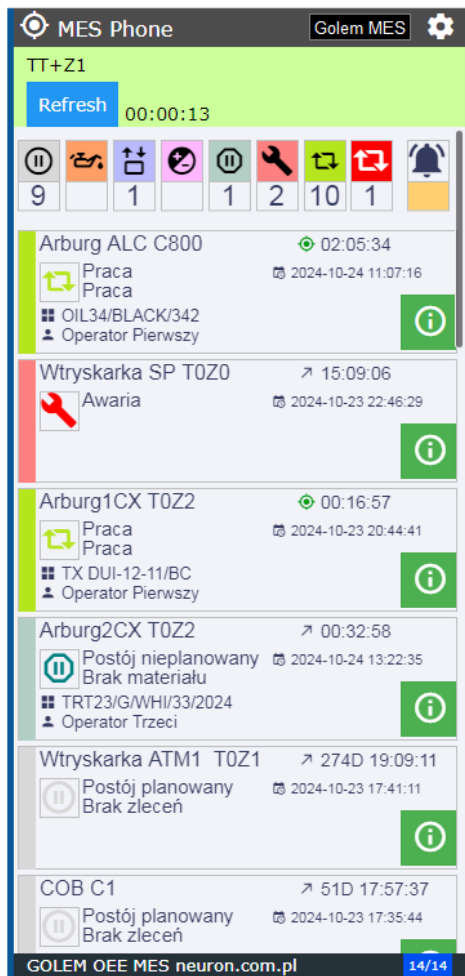 MES Phone Golem MES
TT+Z1
Refresh 00:00:13
9 1 1 2 10 1
Arburg ALC C800 02:05:34
Praca 2024-10-24 11:07:16
Praca
OIL34/BLACK/342
Operator Pierwszy
Wtryskarka SP T0Z0 15:09:06
Awaria 2024-10-23 22:46:29
Arburg1CX T0Z2 00:16:57
Praca 2024-10-23 20:44:41
Praca
TX DUI-12-11/BC
Operator Pierwszy
Arburg2CX T0Z2 00:32:58
Postój nieplanowany 2024-10-24 13:22:35
Brak materiału
TRT23/G/WHI/33/2024
Operator Trzeci
Wtryskarka ATM1 T0Z1 274D 19:09:11
Postój planowany 2024-10-23 17:41:11
Brak zleceń
COB C1 51D 17:57:37
Postój planowany 2024-10-23 17:35:44
Brak zleceń
GOLEM OEE MES neuron.com.pl 14/14